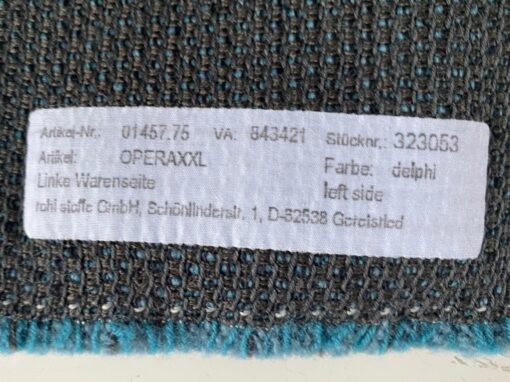 Artikel-Nr.: 01457.75 VA: 843421 Stücknr.: 323053
Artikel: OPERAXXL Farbe: delphi
Linke Warenseite left side
rohi stoffe GmbH, Schönlinderstr. 1, D-82538 Geretsried